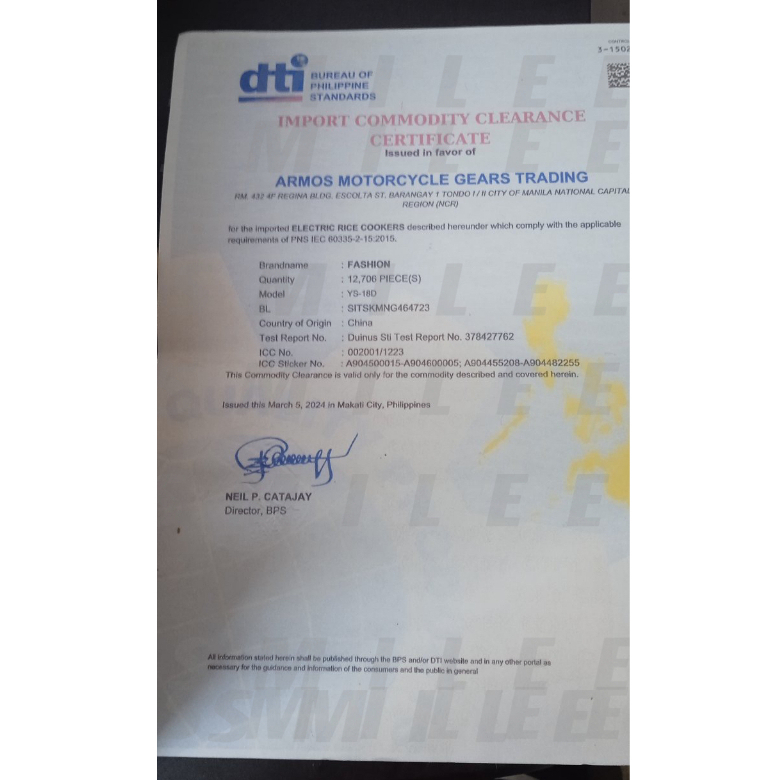 dti
BUREAU OF
PHILIPPINE
STANDARDS
3-1502
IMPORT COMMODITY CLEARANCE
CERTIFICATE
Issued in favor of
ARMOS MOTORCYCLE GEARS TRADING
RM. 432 4F REGINA BLDG. ESCOLTA ST. BARANGAY 1 TONDO I / II CITY OF MANILA NATIONAL CAPITAL
REGION (NCR)
for the imported ELECTRIC RICE COOKERS described hereunder which comply with the applicable
requirements of PNS IEC 60335-2-15:2015.
Brandname : FASHION
Quantity : 12,706 PIECE(S)
Model : YS-18D
BL : SITSKMNG464723
Country of Origin : China
Test Report No. : Duinus Sti Test Report No. 378427762
ICC No. : 002001/1223
ICC Sticker No. : A904500015-A904600005; A904455208-A904482255
This Commodity Clearance is valid only for the commodity described and covered herein.
Issued this March 5, 2024 in Makati City, Philippines
NEIL P. CATAJAY
Director, BPS
All information stated herein shall be published through the BPS and/or DTI website and in any other portal as
necessary for the guidance and information of the consumers and the public in general